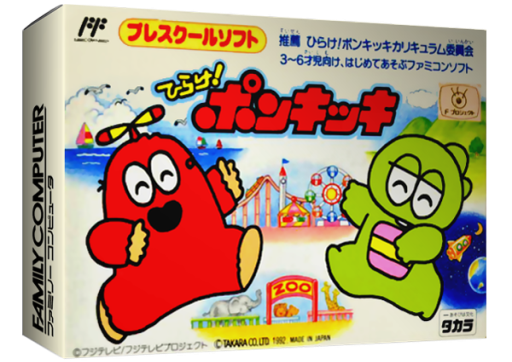 プレスクールソフト
推薦 ひらけ!ポンキッキカリキュラム委員会
3〜6才児向け、はじめてあそぶファミコンソフト
ひらけ!
ポンキッキ
FAMILY COMPUTER
ファミリー コンピュータ
ZOO
タカラ
©フジテレビ/フジテレビプロジェクト
©TAKARA CO.,LTD. 1992 MADE IN JAPAN